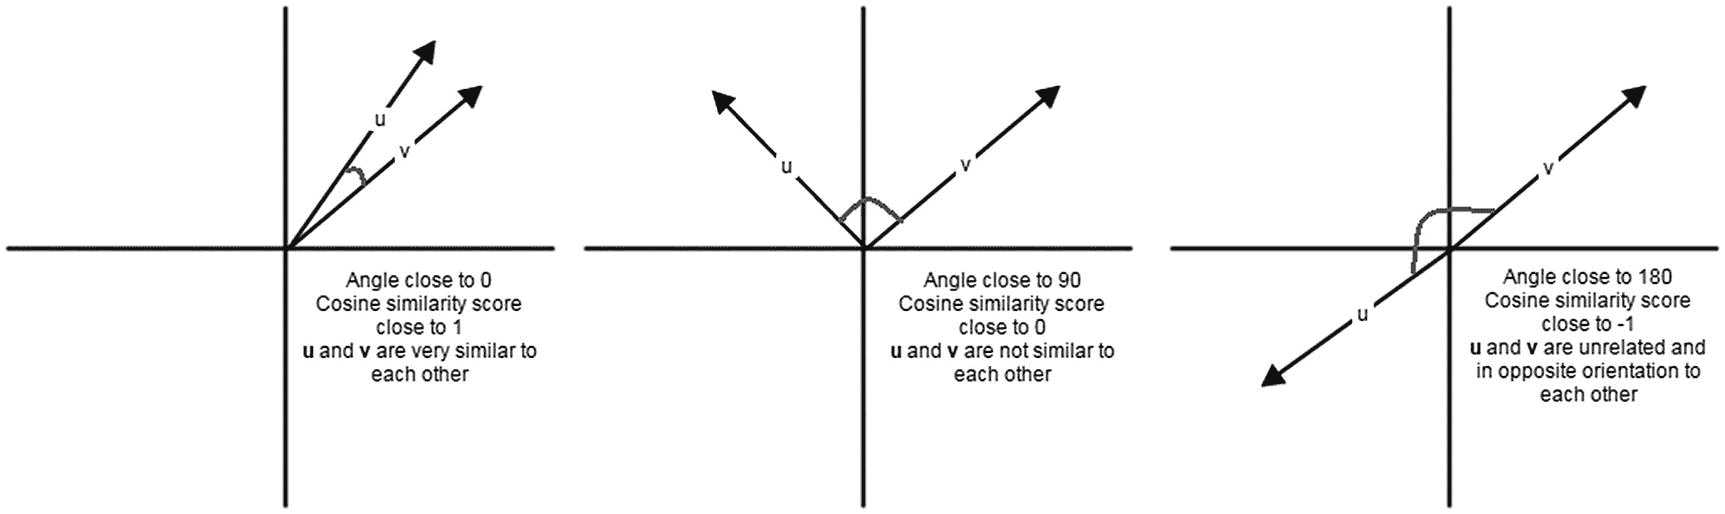 u
v
Angle close to 0
Cosine similarity score
close to 1
u and v are very similar to
each other
u
v
Angle close to 90
Cosine similarity score
close to 0
u and v are not similar to
each other
v
u
Angle close to 180
Cosine similarity score
close to -1
u and v are unrelated and
in opposite orientation to
each other